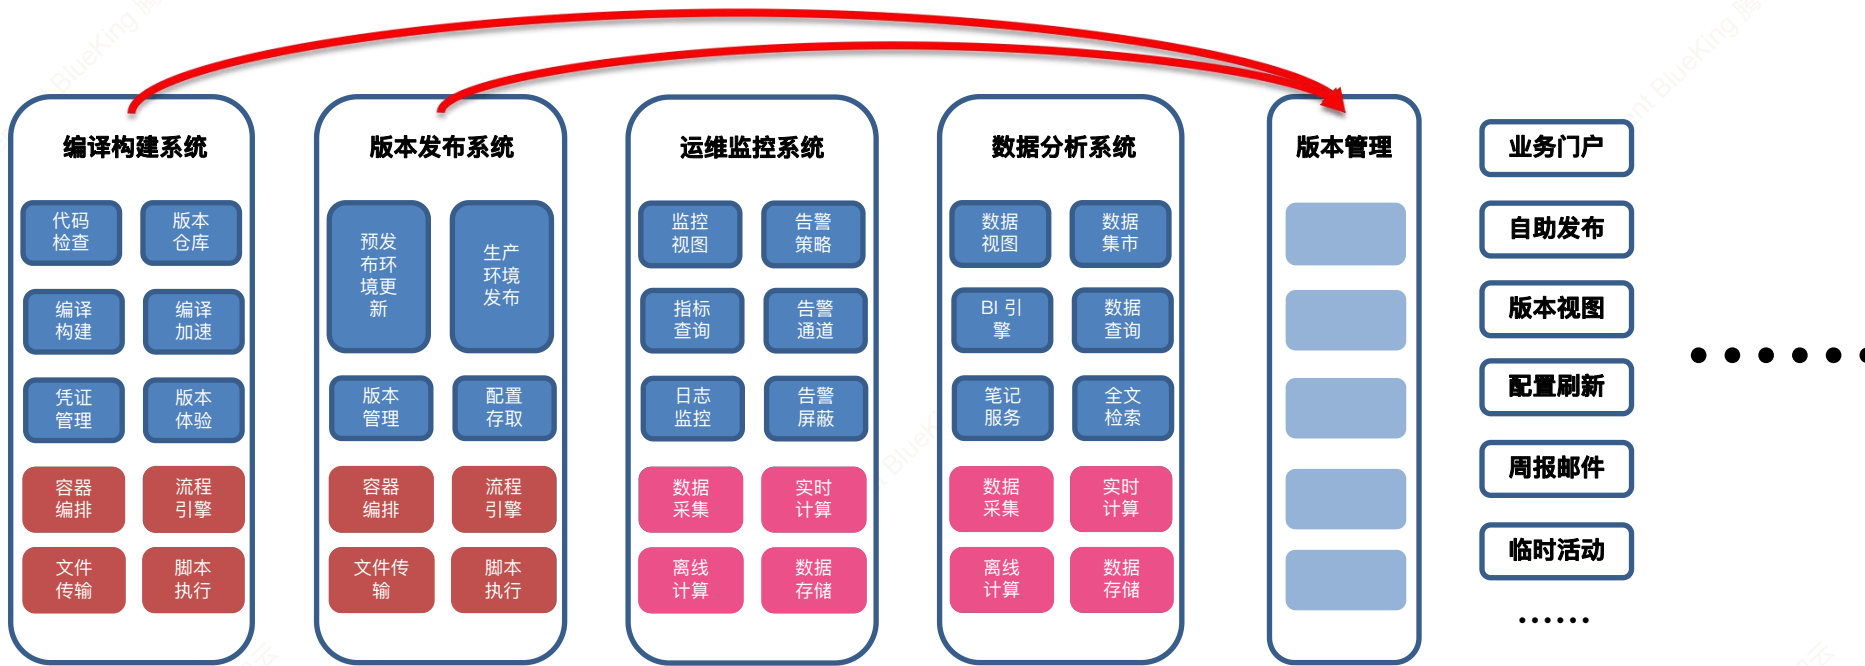 编译构建系统
代码
检查
版本
仓库
编译
构建
编译
加速
凭证
管理
版本
体验
容器
编排
流程
引擎
文件
传输
脚本
执行
版本发布系统
预发
布环
境更
新
生产
环境
发布
版本
管理
配置
存取
容器
编排
流程
引擎
文件传
输
脚本
执行
运维监控系统
监控
视图
告警
策略
指标
查询
告警
通道
日志
监控
告警
屏蔽
数据
采集
实时
计算
离线
计算
数据
存储
数据分析系统
数据
视图
数据
集市
BI 引
擎
数据
查询
笔记
服务
全文
检索
数据
采集
实时
计算
离线
计算
数据
存储
版本管理
业务门户
自助发布
版本视图
配置刷新
周报邮件
临时活动
······